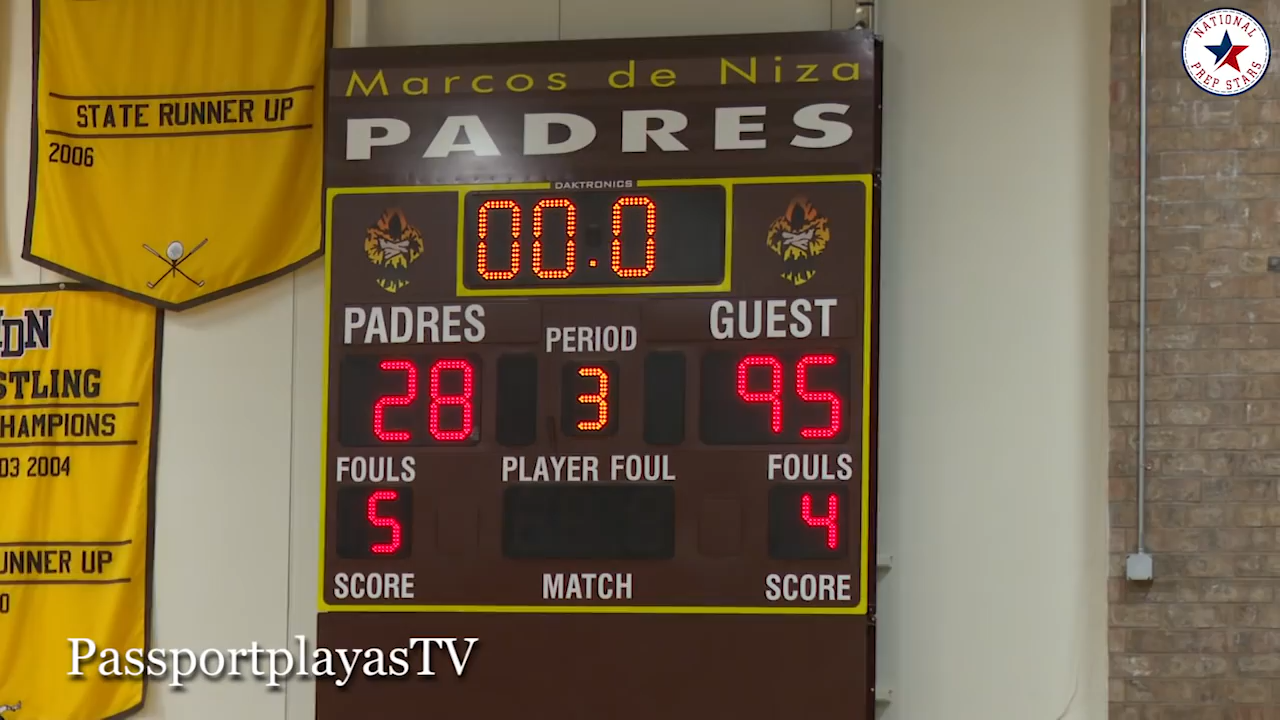 NATIONAL
PREP STARS
STATE RUNNER UP
2006
Marcos de Niza
PADRES
DAKTRONICS
00.0
PADRES
PERIOD
GUEST
28
3
95
FOULS
PLAYER FOUL
FOULS
5
4
SCORE
MATCH
SCORE
STLING
HAMPIONS
03 2004
UNNER UP
0
PassportplayasTV